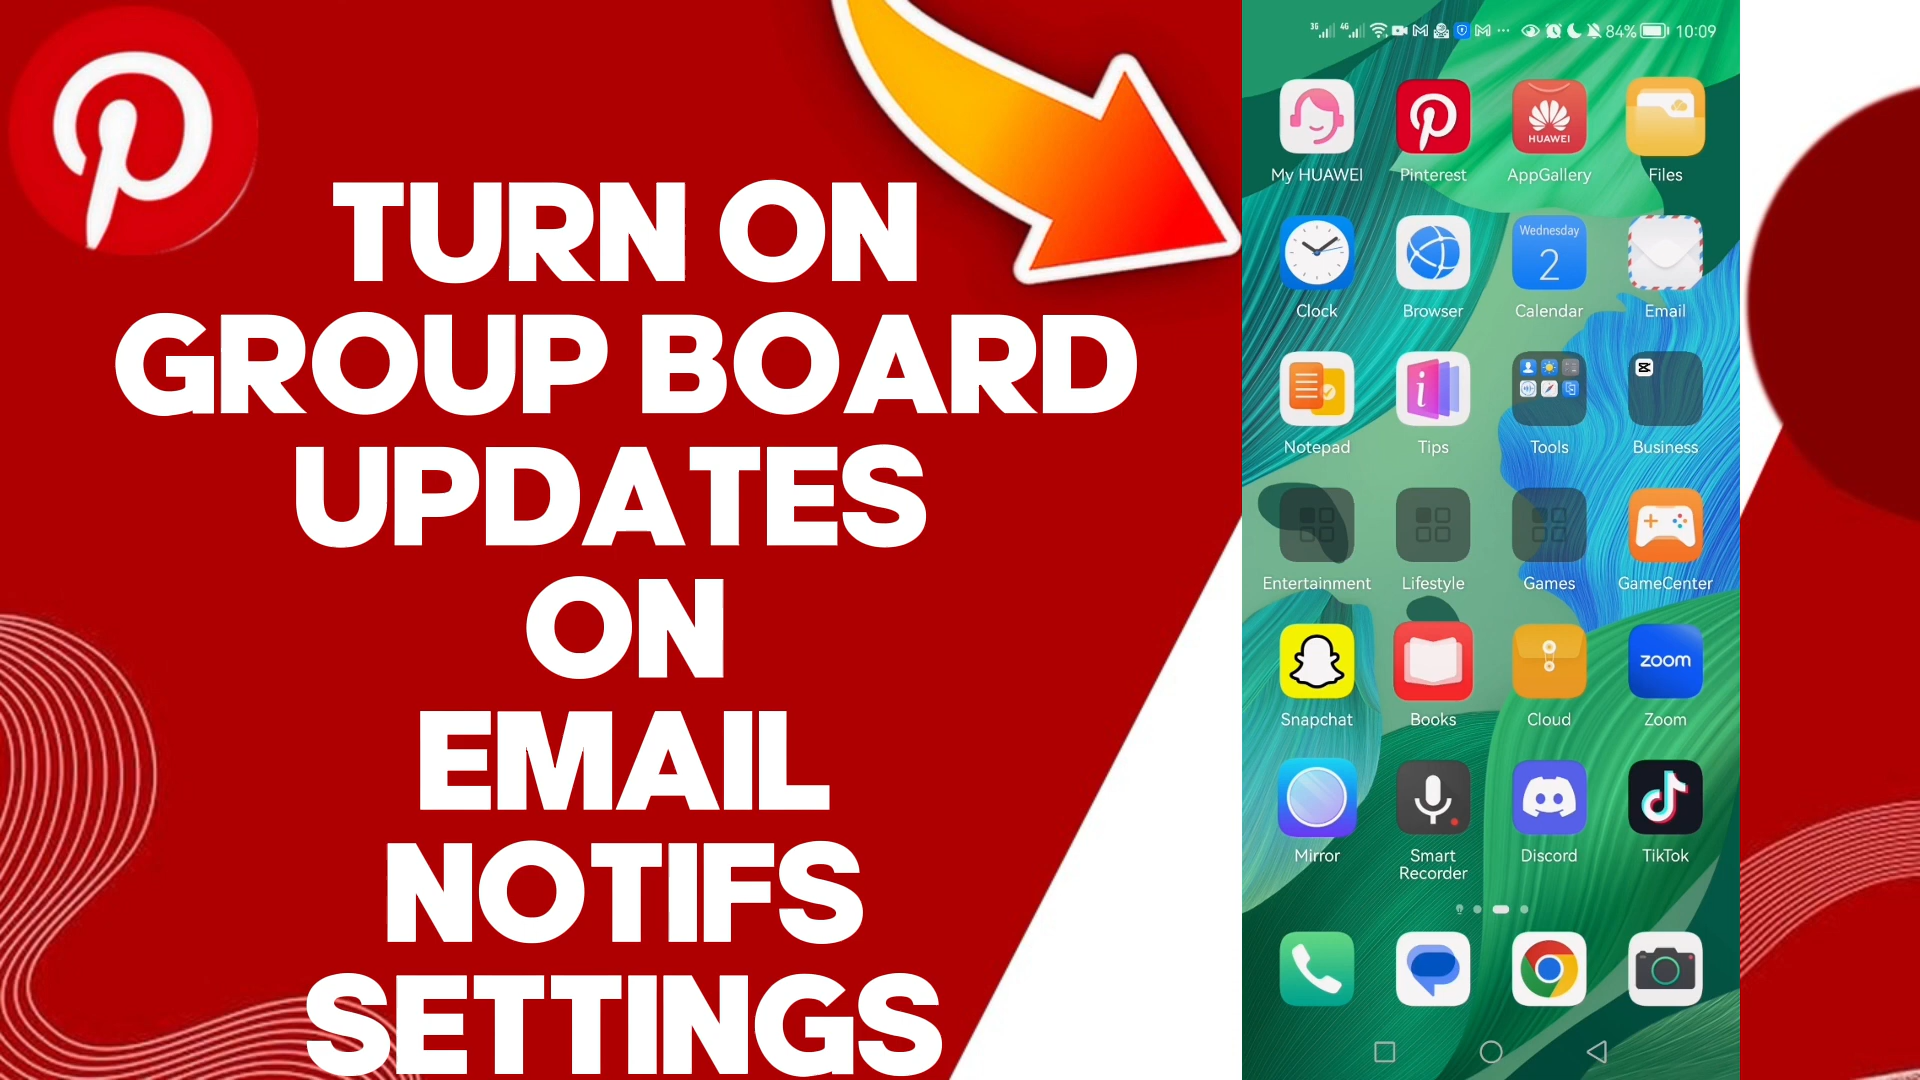 TURN ON
GROUP BOARD
UPDATES
ON
EMAIL
NOTIFS
SETTINGS
3G 4G 84% 10:09
HUAWEI
My HUAWEI Pinterest AppGallery Files
Wednesday
2
Clock Browser Calendar Email
Notepad Tips Tools Business
Entertainment Lifestyle Games GameCenter
zoom
Snapchat Books Cloud Zoom
Mirror Smart Recorder Discord TikTok